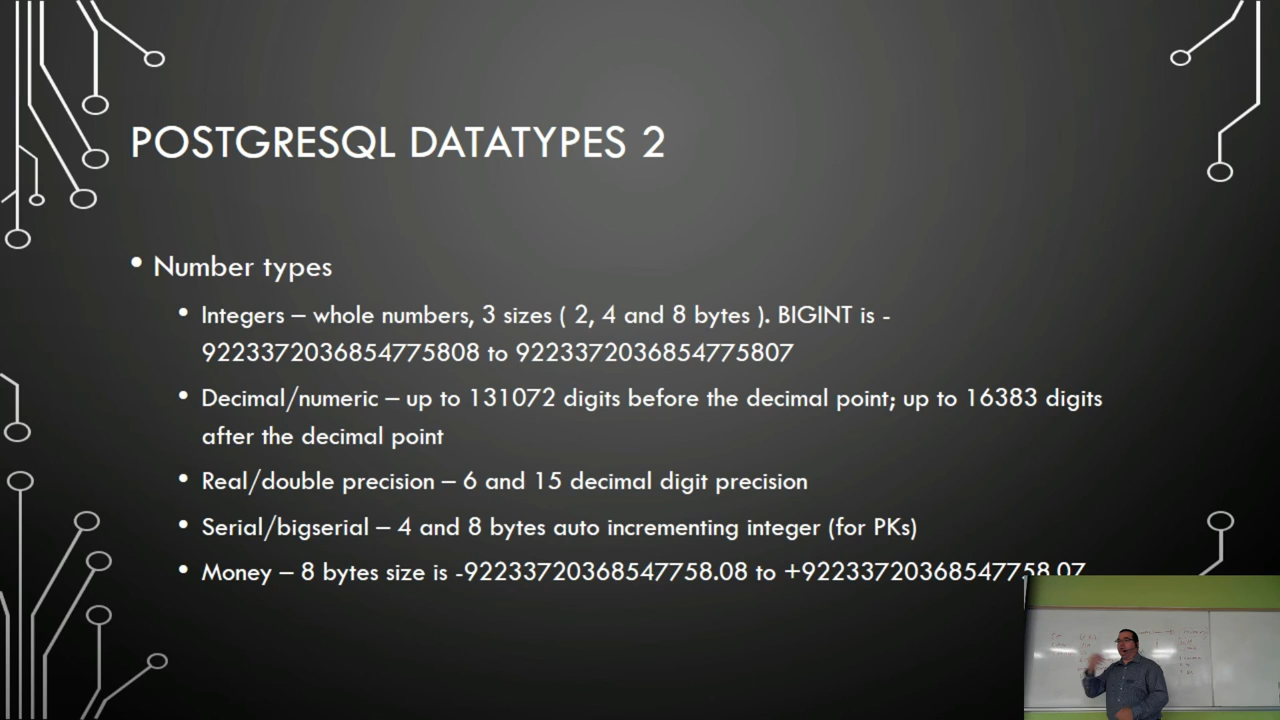 POSTGRESQL DATATYPES 2
• Number types
• Integers – whole numbers, 3 sizes ( 2, 4 and 8 bytes ). BIGINT is -
9223372036854775808 to 9223372036854775807
• Decimal/numeric – up to 131072 digits before the decimal point; up to 16383 digits
after the decimal point
• Real/double precision – 6 and 15 decimal digit precision
• Serial/bigserial – 4 and 8 bytes auto incrementing integer (for PKs)
• Money – 8 bytes size is -92233720368547758.08 to +92233720368547758.07